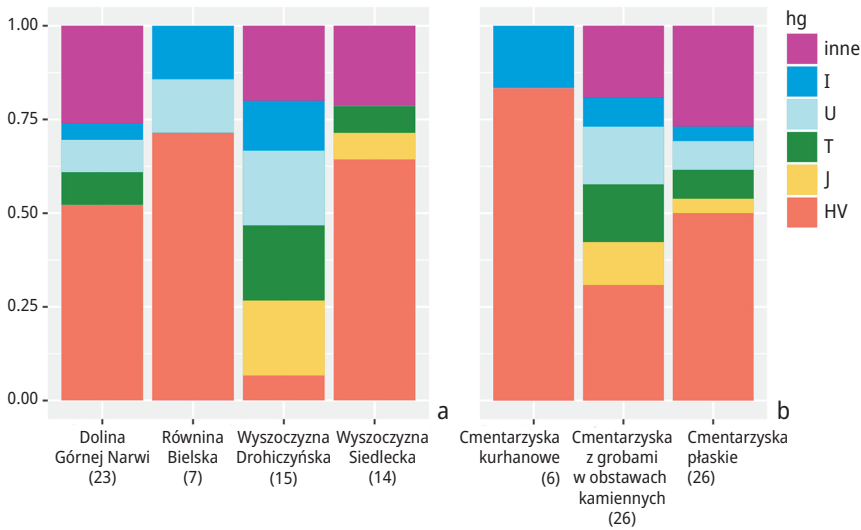 hg
inne
I
U
T
J
HV
1.00
0.75
0.50
0.25
0.00
a
b
Dolina
Górnej Narwi
(23)
Równina
Bielska
(7)
Wyszoczyzna
Drohiczyńska
(15)
Wyszoczyzna
Siedlecka
(14)
Cmentarzyska
kurhanowe
(6)
Cmentarzyska
z grobami
w obstawach
kamiennych
(26)
Cmentarzyska
płaskie
(26)